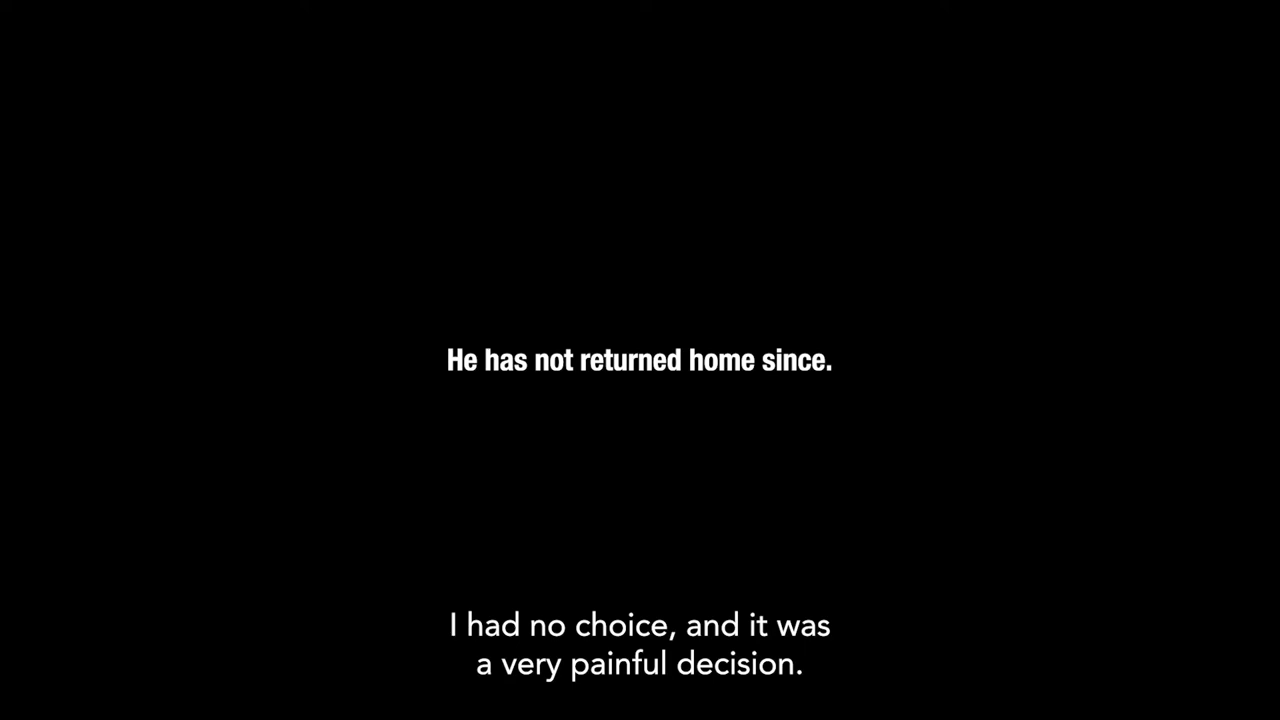 He has not returned home since.
I had no choice, and it was
a very painful decision.